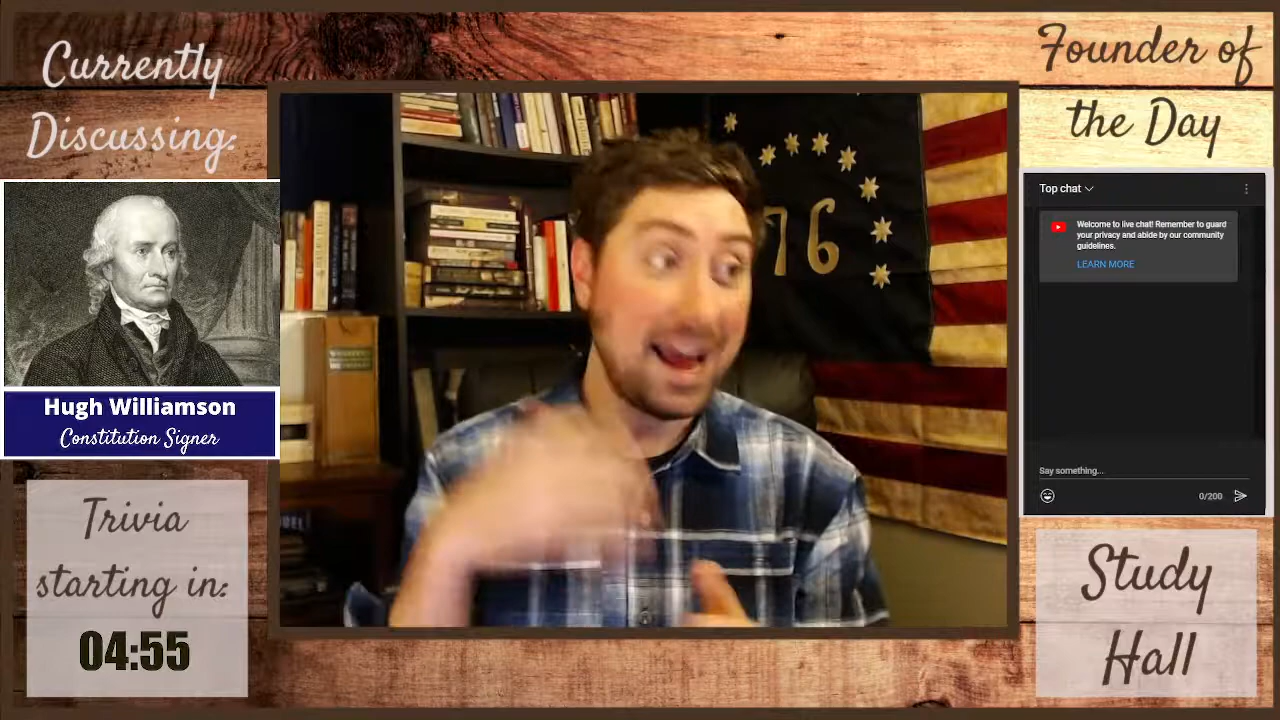 Currently
Discussing:
Hugh Williamson
Constitution Signer
Trivia
starting in:
04:55
76
Founder of
the Day
Top chat
Welcome to live chat! Remember to guard
your privacy and abide by our community
guidelines.
LEARN MORE
Say something...
0/200
Study
Hall